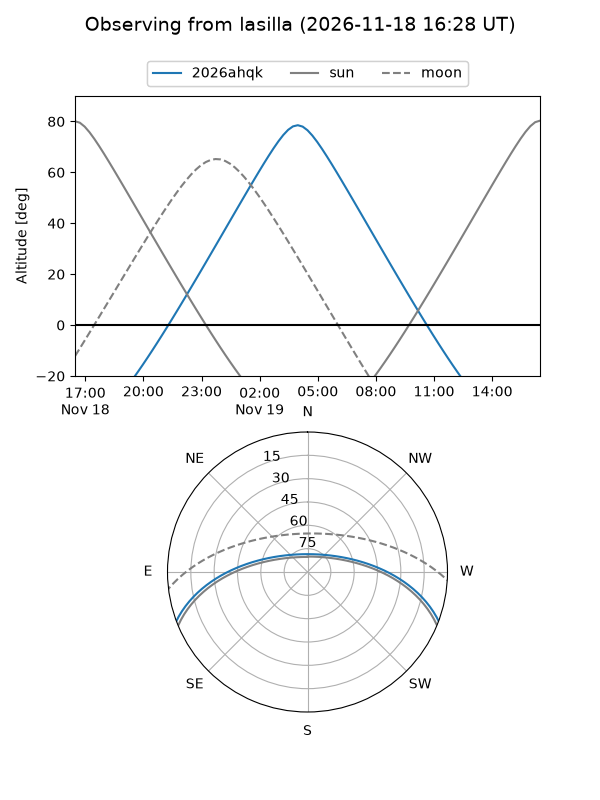 Observing from lasilla (2026-11-18 16:28 UT)
2026ahqk sun moon
Altitude [deg]
80
60
40
20
0
−20
17:00 20:00 23:00 02:00 05:00 08:00 11:00 14:00
Nov 18 Nov 19
N
NE NW
15
30
45
60
75
E W
SE SW
S